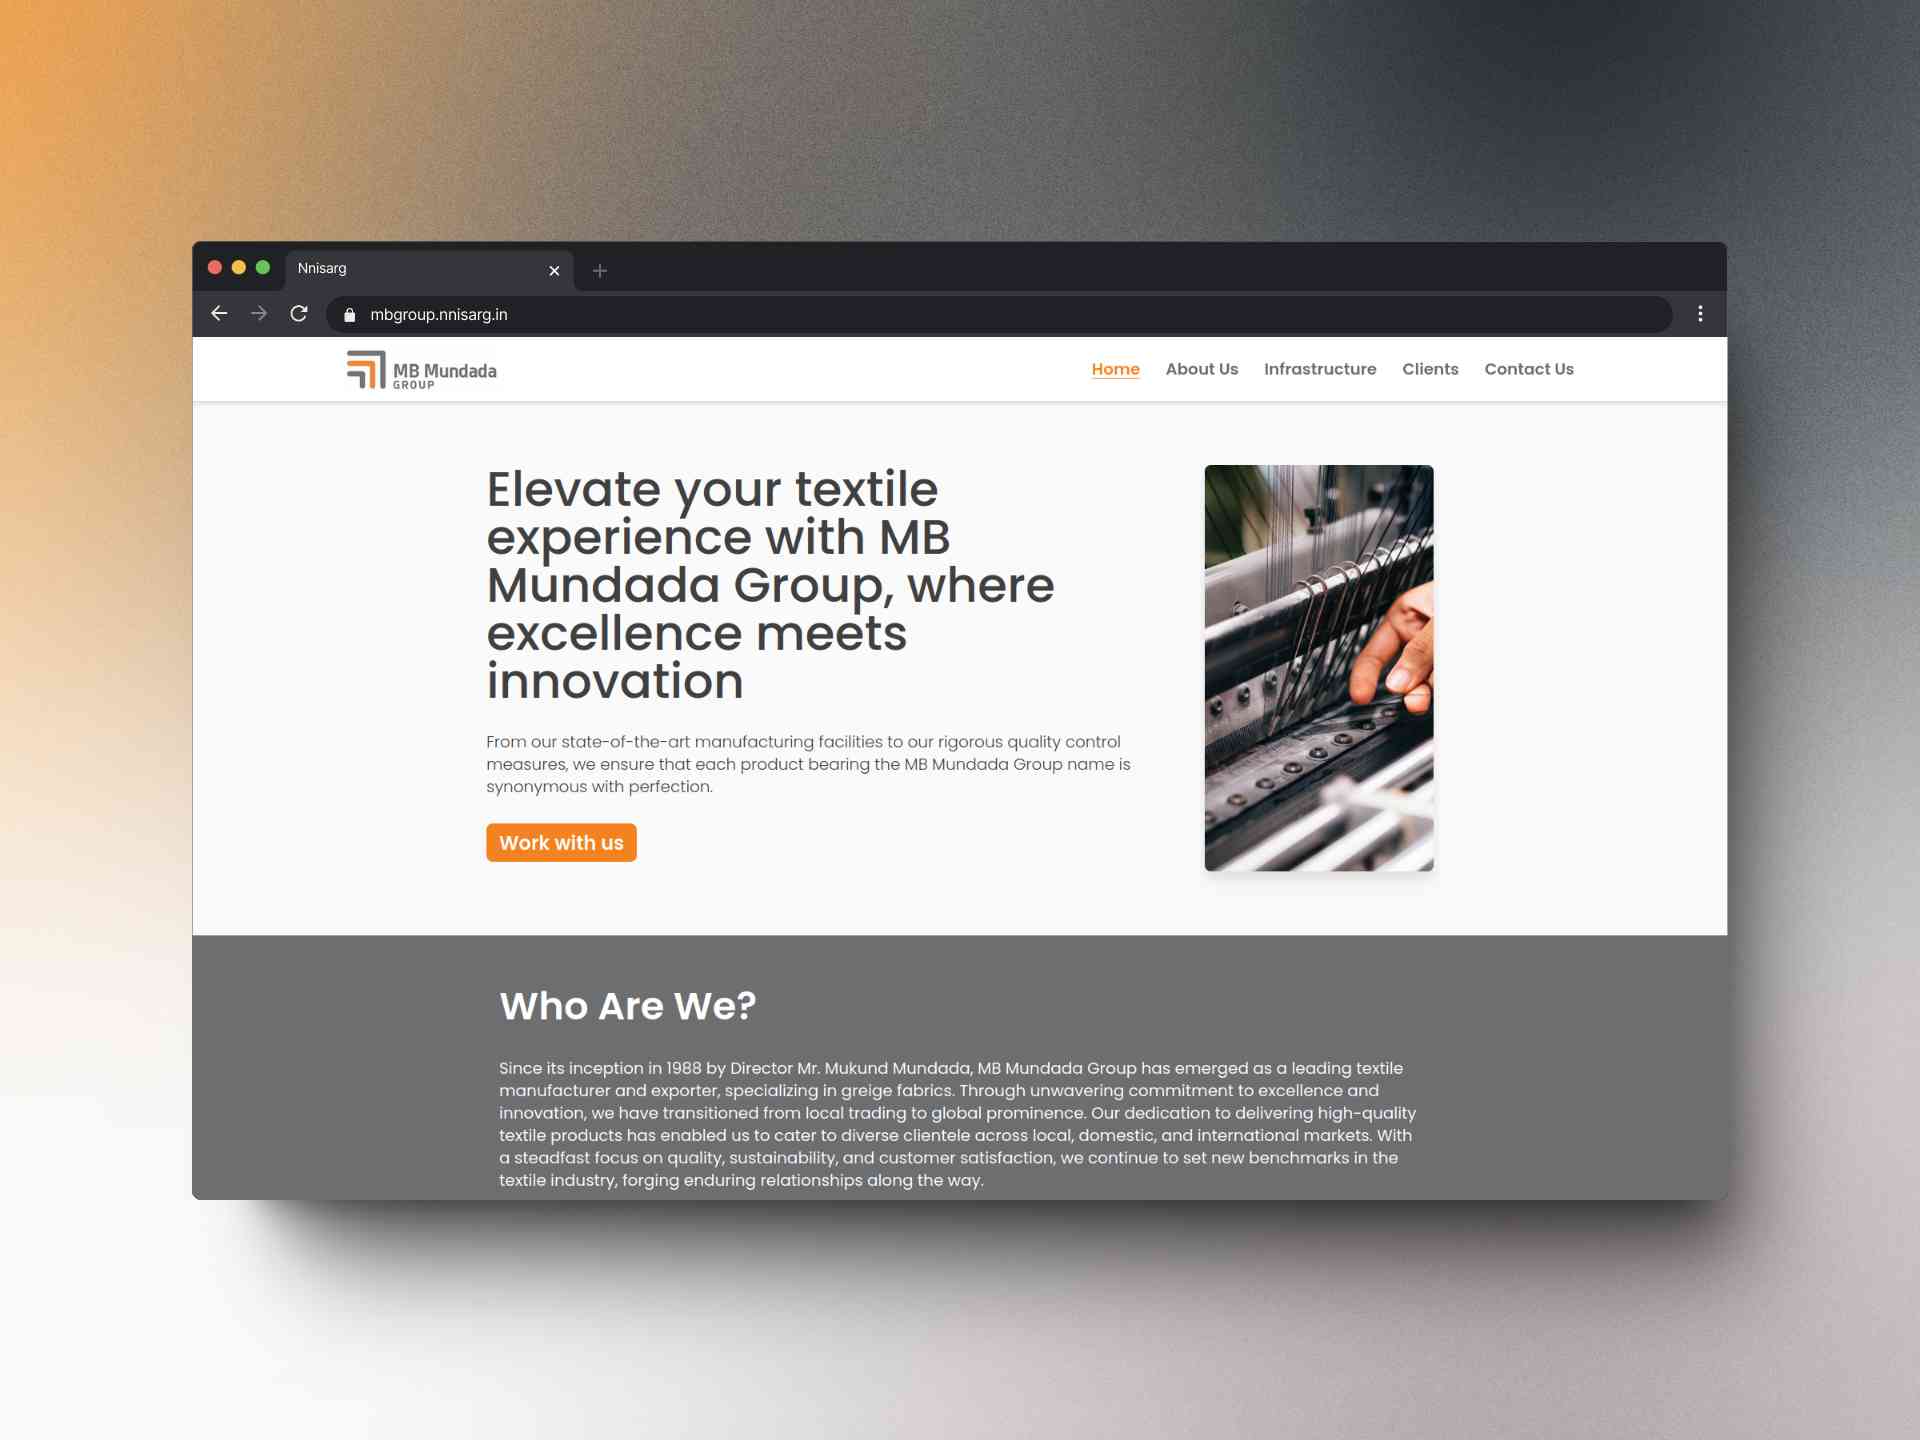 Nnisarg
mbgroup.nnisarg.in
MB Mundada
GROUP
Home About Us Infrastructure Clients Contact Us
Elevate your textile
experience with MB
Mundada Group, where
excellence meets
innovation
From our state-of-the-art manufacturing facilities to our rigorous quality control
measures, we ensure that each product bearing the MB Mundada Group name is
synonymous with perfection.
Work with us
Who Are We?
Since its inception in 1988 by Director Mr. Mukund Mundada, MB Mundada Group has emerged as a leading textile
manufacturer and exporter, specializing in greige fabrics. Through unwavering commitment to excellence and
innovation, we have transitioned from local trading to global prominence. Our dedication to delivering high-quality
textile products has enabled us to cater to diverse clientele across local, domestic, and international markets. With
a steadfast focus on quality, sustainability, and customer satisfaction, we continue to set new benchmarks in the
textile industry, forging enduring relationships along the way.